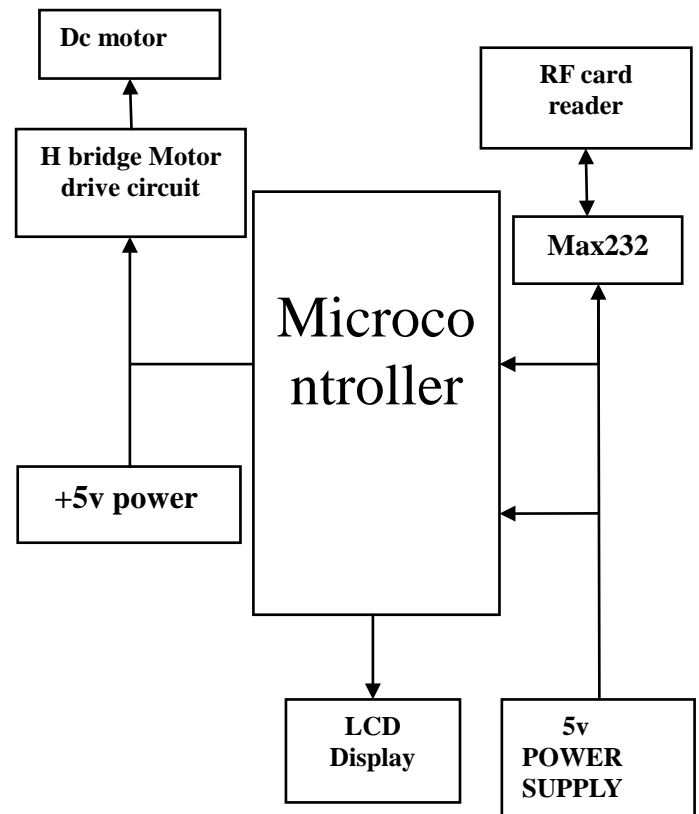 Dc motor
RF card
reader
H bridge Motor
drive circuit
Max232
Microco
ntroller
+5v power
LCD
Display
5v
POWER
SUPPLY